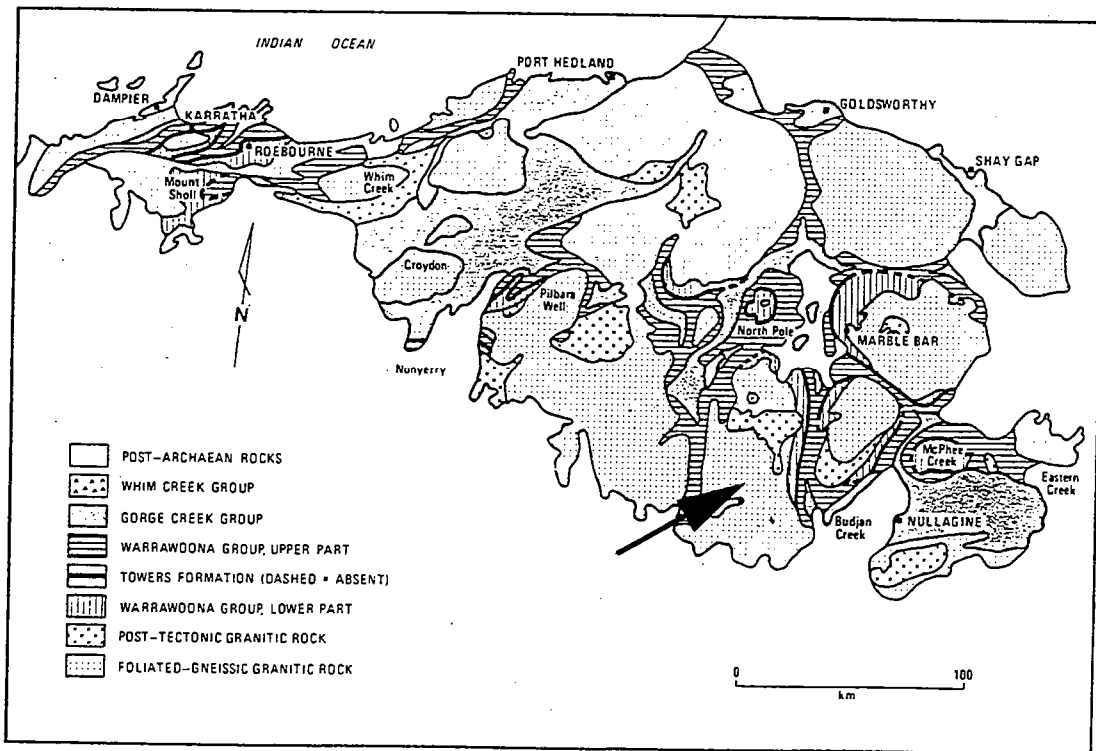 INDIAN OCEAN
PORT HEDLAND
DAMPIER
KARRATHA
GOLDSWORTHY
ROEBOURNE
SHAY GAP
Whim
Creek
Mount
Sholl
N
Croydon
Pilbara
Well
North Pole
MARBLE BAR
Nunyerry
McPhee
Creek
Eastern
Creek
Budjan
Creek
NULLAGINE
POST-ARCHAEAN ROCKS
WHIM CREEK GROUP
GORGE CREEK GROUP
WARRAWOONA GROUP, UPPER PART
TOWERS FORMATION (DASHED = ABSENT)
WARRAWOONA GROUP, LOWER PART
POST-TECTONIC GRANITIC ROCK
FOLIATED-GNEISSIC GRANITIC ROCK
0 100
km